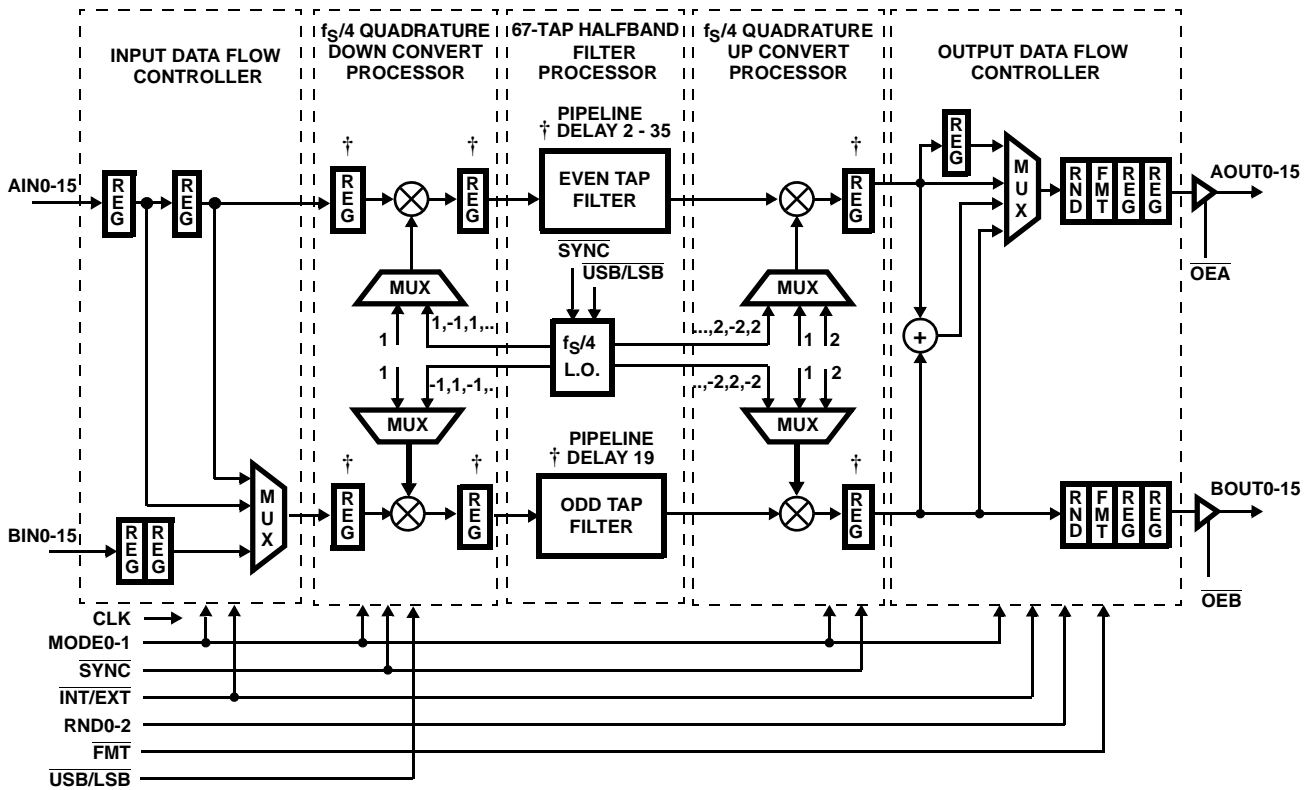 INPUT DATA FLOW
CONTROLLER
fS/4 QUADRATURE
DOWN CONVERT
PROCESSOR
67-TAP HALFBAND
FILTER
PROCESSOR
fS/4 QUADRATURE
UP CONVERT
PROCESSOR
OUTPUT DATA FLOW
CONTROLLER
AIN0-15
REG
REG
†
REG
†
REG
PIPELINE
† DELAY 2 - 35
EVEN TAP
FILTER
†
REG
REG
MUX
RND
FMT
REG
REG
AOUT0-15
OEA
SYNC
USB/LSB
MUX
1
1,-1,1,..
fS/4
L.O.
MUX
...,2,-2,2
1
2
+
1
-1,1,-1,.
MUX
..,-2,2,-2
1
2
MUX
BIN0-15
REG
REG
MUX
†
REG
†
REG
PIPELINE
† DELAY 19
ODD TAP
FILTER
†
REG
RND
FMT
REG
REG
BOUT0-15
OEB
CLK
MODE0-1
SYNC
INT/EXT
RND0-2
FMT
USB/LSB